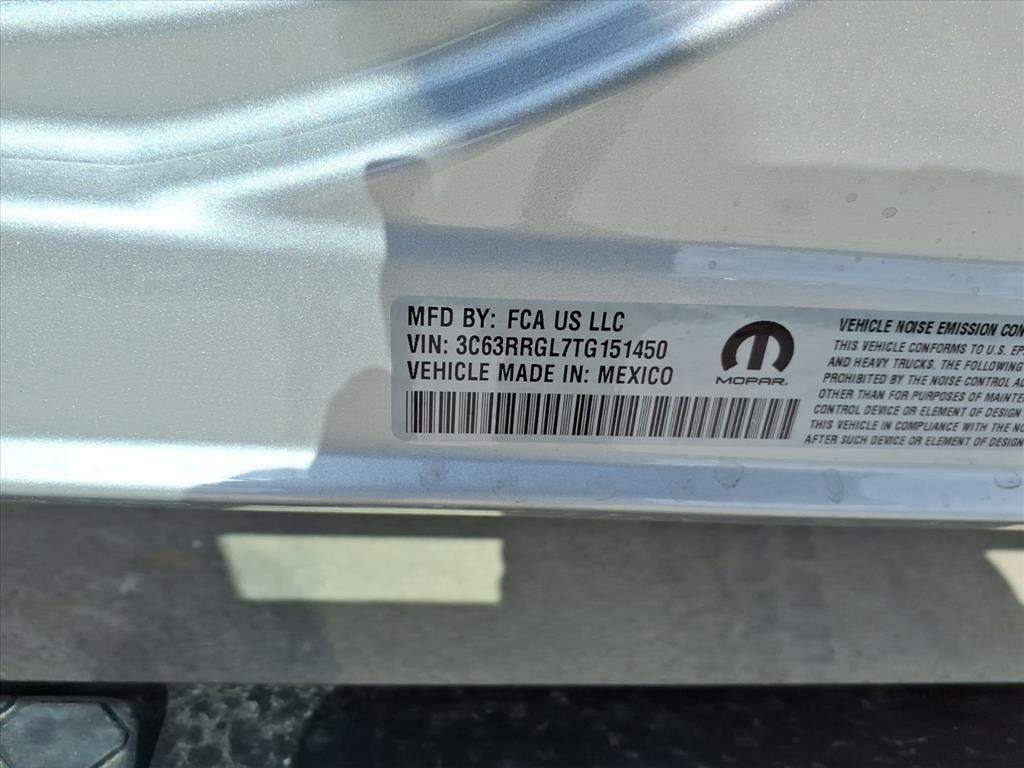 MFD BY: FCA US LLC
VIN: 3C63RRGL7TG151450
VEHICLE MADE IN: MEXICO
MOPAR
VEHICLE NOISE EMISSION
THIS VEHICLE CONFORMS TO U.S.
AND HEAVY TRUCKS. THE FOLLOWING
PROHIBITED BY THE NOISE CONTROL
OTHER THAN FOR PURPOSES OF
CONTROL DEVICE OR ELEMENT OF DESIGN
THIS VEHICLE IN COMPLIANCE WITH THE
AFTER SUCH DEVICE OR ELEMENT OF DESIGN